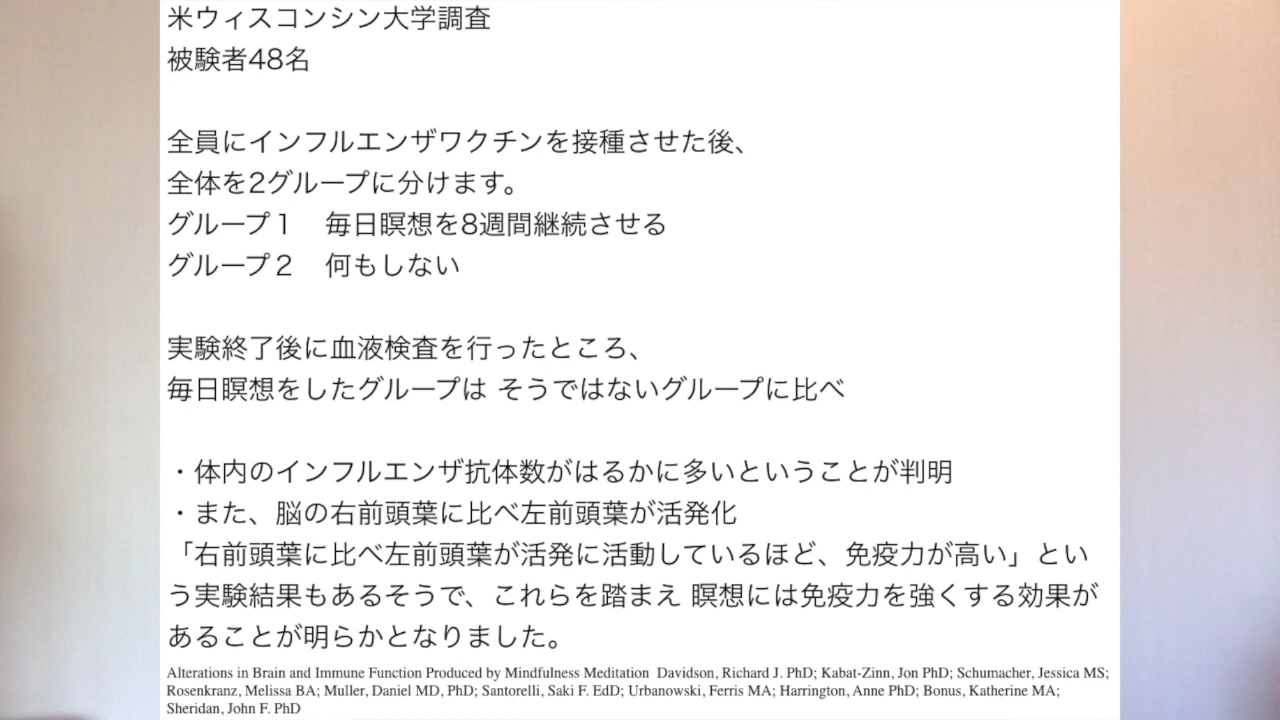 米ウィスコンシン大学調査
被験者48名
全員にインフルエンザワクチンを接種させた後、
全体を2グループに分けます。
グループ１　毎日瞑想を8週間継続させる
グループ２　何もしない
実験終了後に血液検査を行ったところ、
毎日瞑想をしたグループは そうではないグループに比べ
・体内のインフルエンザ抗体数がはるかに多いということが判明
・また、脳の右前頭葉に比べ左前頭葉が活発化
「右前頭葉に比べ左前頭葉が活発に活動しているほど、免疫力が高い」とい
う実験結果もあるそうで、これらを踏まえ 瞑想には免疫力を強くする効果が
あることが明らかとなりました。
Alterations in Brain and Immune Function Produced by Mindfulness Meditation  Davidson, Richard J. PhD; Kabat-Zinn, Jon PhD; Schumacher, Jessica MS;
Rosenkranz, Melissa BA; Muller, Daniel MD, PhD; Santorelli, Saki F. EdD; Urbanowski, Ferris MA; Harrington, Anne PhD; Bonus, Katherine MA;
Sheridan, John F. PhD